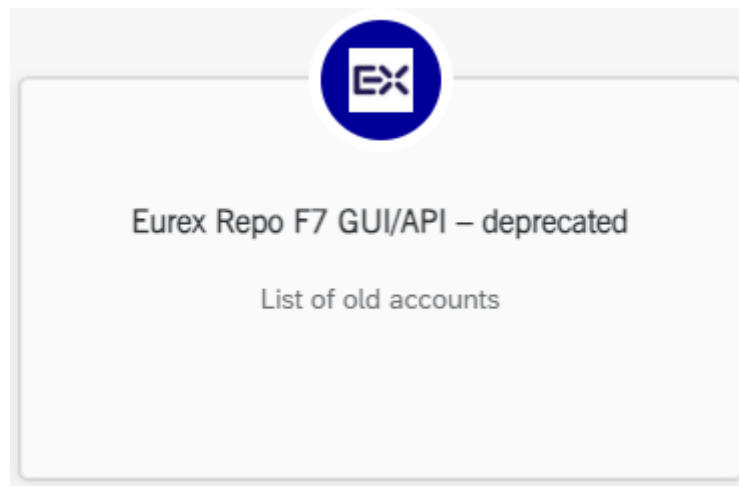 EX
Eurex Repo F7 GUI/API – deprecated
List of old accounts